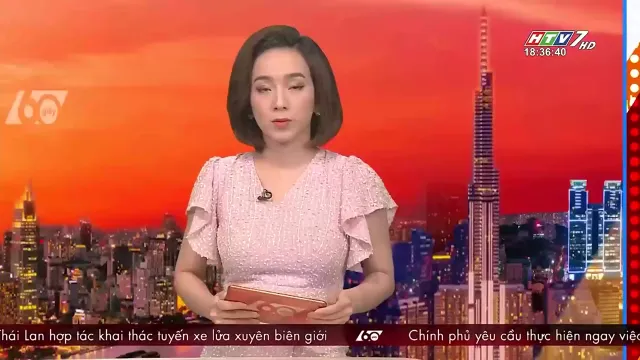 HTV7 HD
18:36:40
60
Thái Lan hợp tác khai thác tuyến xe lửa xuyên biên giới 60 Chính phủ yêu cầu thực hiện ngay việ